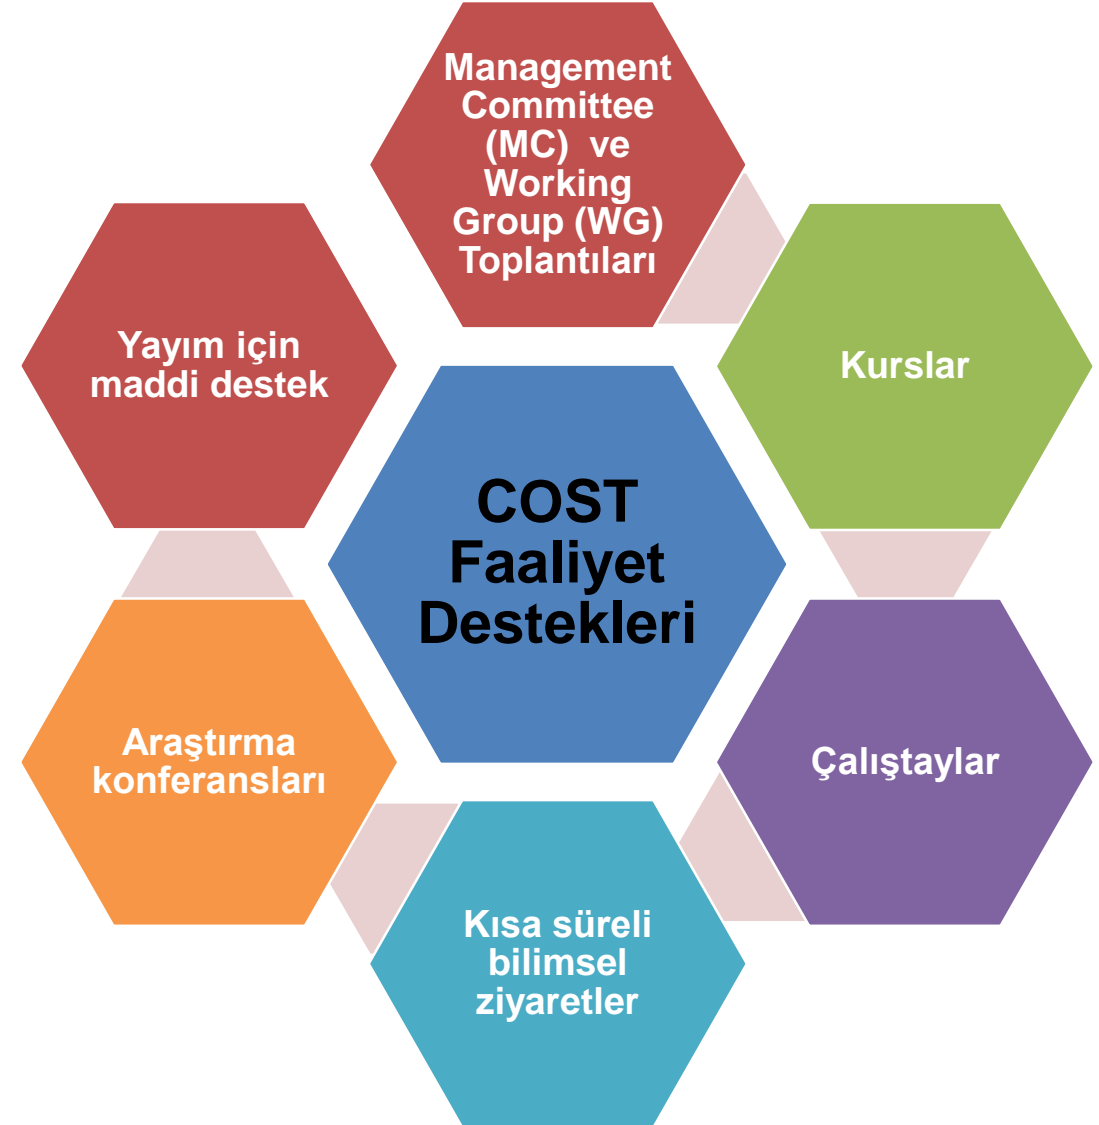 Management
Committee
(MC) ve
Working
Group (WG)
Toplantıları
Kurslar
Çalıştaylar
Kısa süreli
bilimsel
ziyaretler
Araştırma
konferansları
Yayım için
maddi destek
COST
Faaliyet
Destekleri